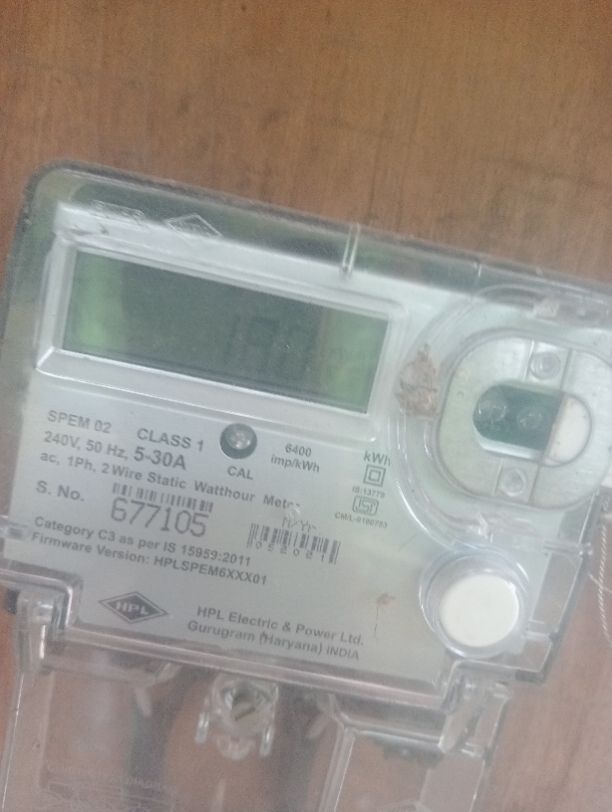 SPEM 02
CLASS 1
6400
imp/kWh
kWh
240V, 50 Hz, 5-30A
CAL
ac, 1Ph, 2 Wire Static Watthour Meter
IS:13779
S. No.
677105
Category C3 as per IS 15959:2011
Firmware Version: HPLSPEM6XXX01
HPL
HPL Electric & Power Ltd.
Gurugram (Haryana) INDIA